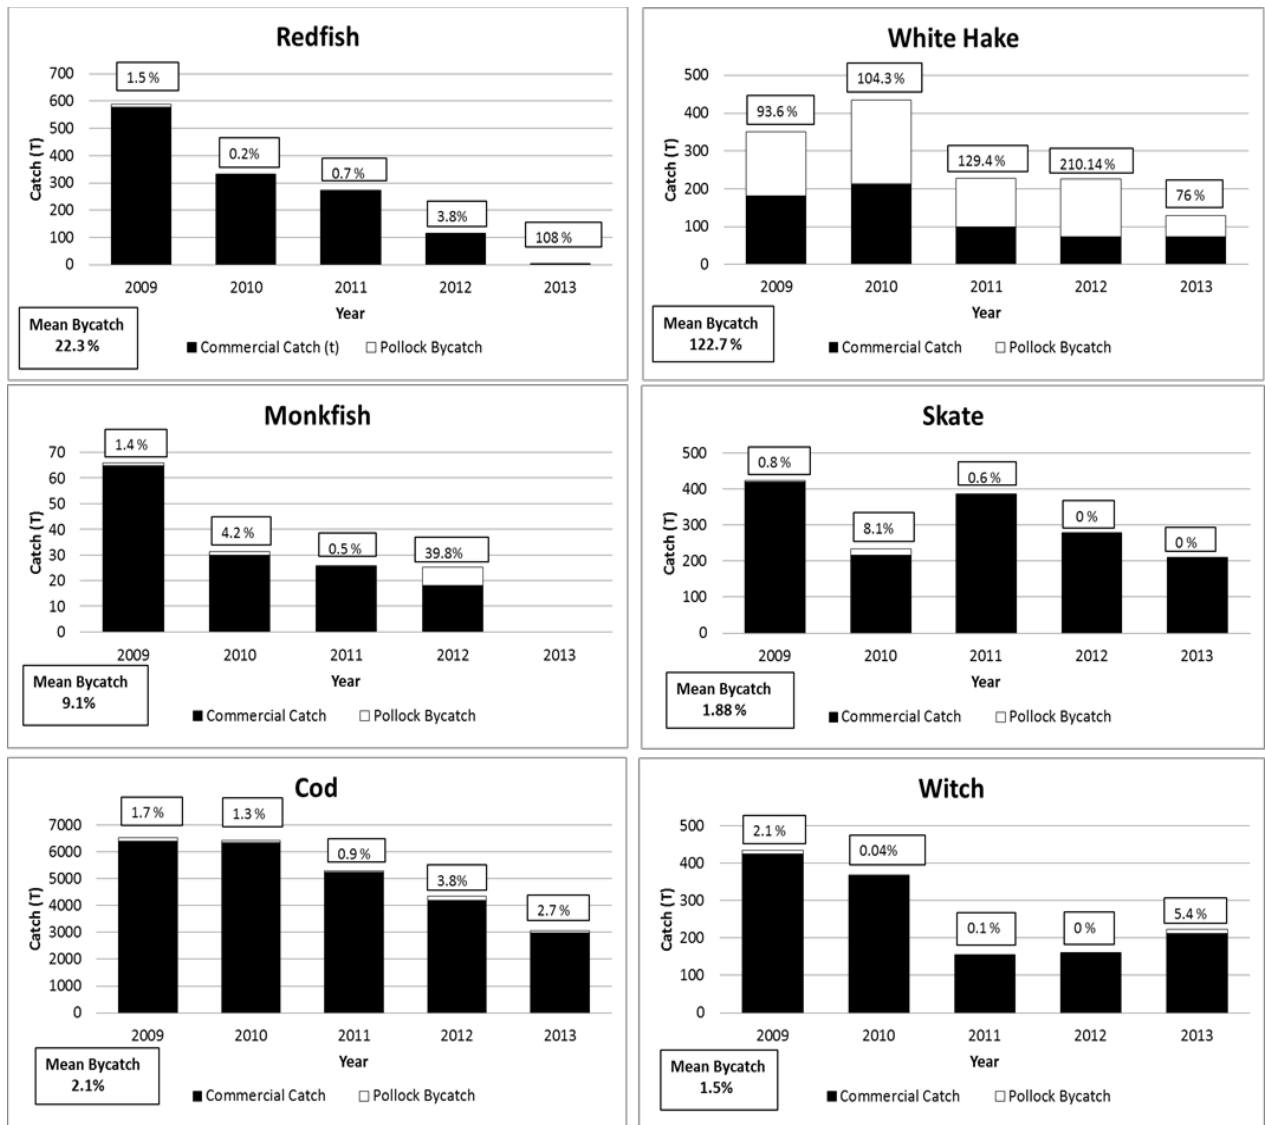 Redfish
700
600
500
400
300
200
100
0
Catch (T)
1.5 %
0.2%
0.7 %
3.8%
108 %
2009 2010 2011 2012 2013
Year
Mean Bycatch
22.3 %
Commercial Catch (t) Pollock Bycatch
White Hake
500
400
300
200
100
0
Catch (T)
93.6 %
104.3 %
129.4 %
210.14 %
76 %
2009 2010 2011 2012 2013
Year
Mean Bycatch
122.7 %
Commercial Catch Pollock Bycatch
Monkfish
70
60
50
40
30
20
10
0
Catch (T)
1.4 %
4.2 %
0.5 %
39.8%
2009 2010 2011 2012 2013
Year
Mean Bycatch
9.1%
Commercial Catch Pollock Bycatch
Skate
500
400
300
200
100
0
Catch (T)
0.8 %
8.1%
0.6 %
0 %
0 %
2009 2010 2011 2012 2013
Year
Mean Bycatch
1.88 %
Commercial Catch Pollock Bycatch
Cod
7000
6000
5000
4000
3000
2000
1000
0
Catch (T)
1.7 %
1.3 %
0.9 %
3.8%
2.7 %
2009 2010 2011 2012 2013
Year
Mean Bycatch
2.1%
Commercial Catch Pollock Bycatch
Witch
500
400
300
200
100
0
Catch (T)
2.1 %
0.04%
0.1 %
0 %
5.4 %
2009 2010 2011 2012 2013
Year
Mean Bycatch
1.5%
Commercial Catch Pollock Bycatch